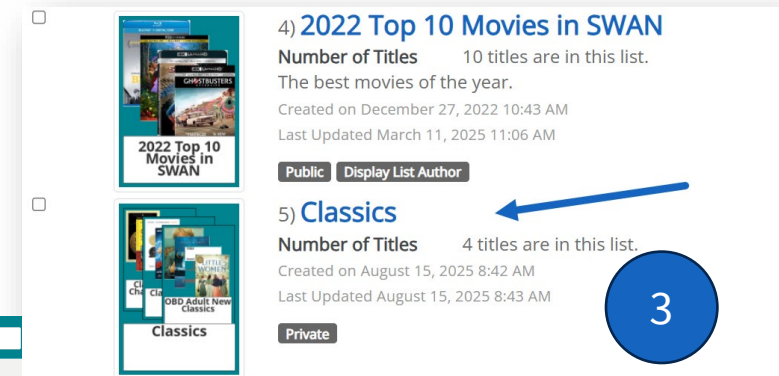 4) 2022 Top 10 Movies in SWAN
Number of Titles 10 titles are in this list.
The best movies of the year.
Created on December 27, 2022 10:43 AM
Last Updated March 11, 2025 11:06 AM
Public Display List Author
GHOSTBUSTERS
2022 Top 10
Movies in
SWAN
5) Classics
Number of Titles 4 titles are in this list.
Created on August 15, 2025 8:42 AM
Last Updated August 15, 2025 8:43 AM
Private
LITTLE
WOMEN
OBD Adult New
Classics
Classics
3